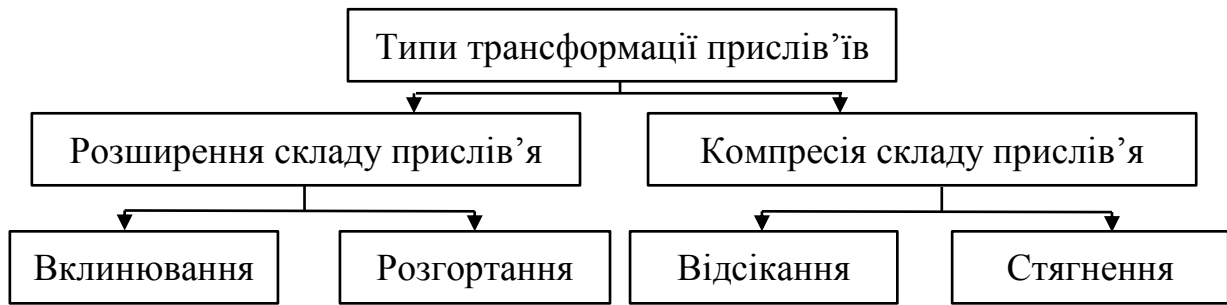 Типи трансформації прислів’їв
Розширення складу прислів’я
Компресія складу прислів’я
Вклинювання
Розгортання
Відсікання
Стягнення